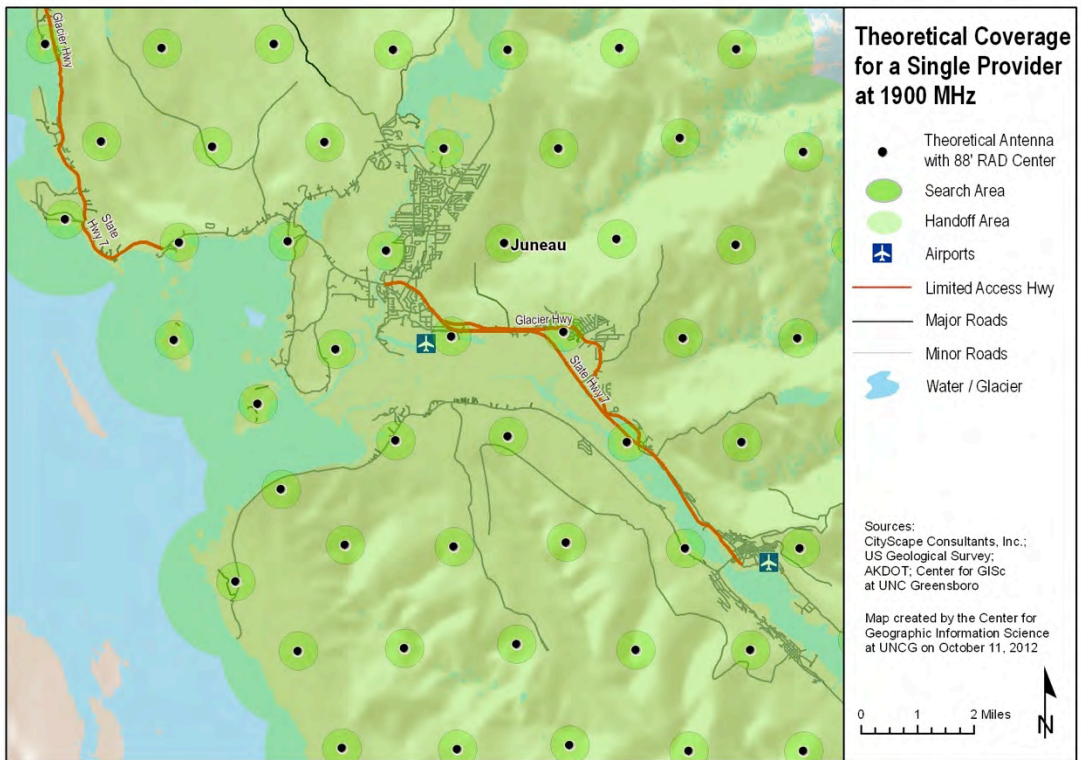 Glacier Hwy
State
Hwy 7
Juneau
Glacier Hwy
State Hwy 7
Theoretical Coverage
for a Single Provider
at 1900 MHz
Theoretical Antenna
with 88' RAD Center
Search Area
Handoff Area
Airports
Limited Access Hwy
Major Roads
Minor Roads
Water / Glacier
Sources:
CityScape Consultants, Inc.;
US Geological Survey;
AKDOT; Center for GISc
at UNC Greensboro
Map created by the Center for
Geographic Information Science
at UNCG on October 11, 2012
0 1 2 Miles
N